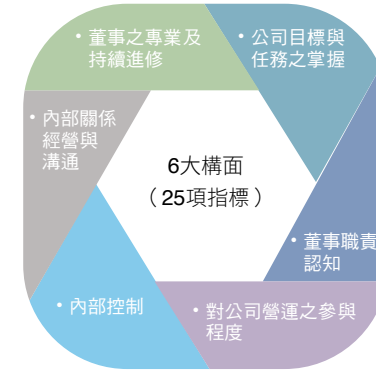 • 董事之專業及
持續進修
• 公司目標與
任務之掌握
• 內部關係
經營與
溝通
6大構面
（25項指標）
• 董事職責
認知
• 內部控制
• 對公司營運之參與
程度